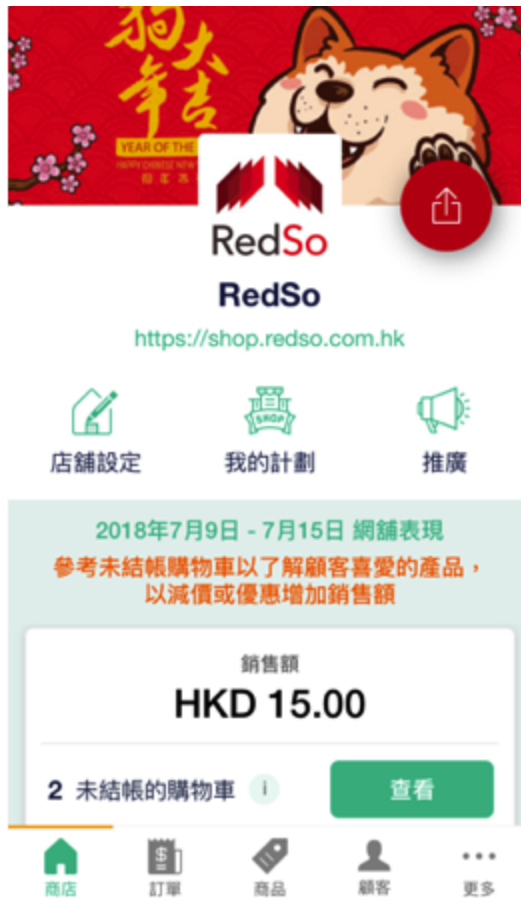 狗年大吉
YEAR OF THE
RedSo
RedSo
https://shop.redso.com.hk
店舖設定
我的計劃
SHOP
推廣
2018年7月9日 - 7月15日 網舖表現
參考未結帳購物車以了解顧客喜愛的產品，
以減價或優惠增加銷售額
銷售額
HKD 15.00
2 未結帳的購物車 i
查看
商店
訂單
商品
顧客
更多